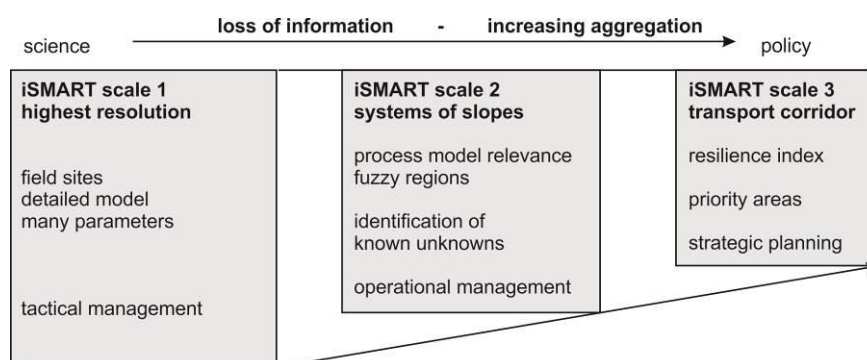 loss of information - increasing aggregation
science
policy
iSMART scale 1
highest resolution
field sites
detailed model
many parameters
tactical management
iSMART scale 2
systems of slopes
process model relevance
fuzzy regions
identification of
known unknowns
operational management
iSMART scale 3
transport corridor
resilience index
priority areas
strategic planning